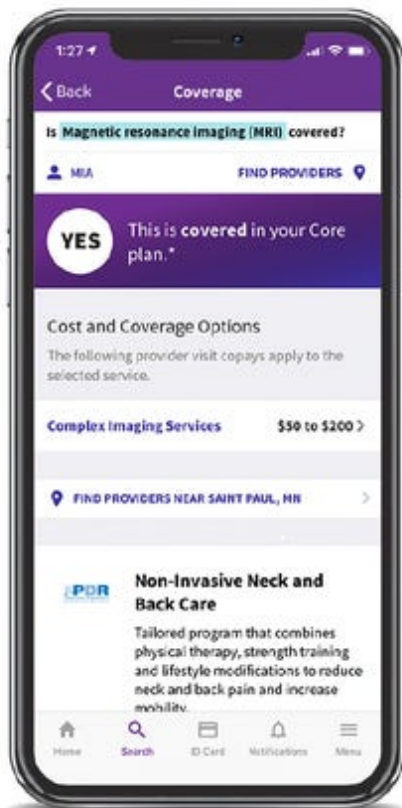 1:27
Back
Coverage
Is Magnetic resonance imaging (MRI) covered?
MIA
FIND PROVIDERS
YES
This is covered in your Core
plan.*
Cost and Coverage Options
The following provider visit copays apply to the
selected service.
Complex Imaging Services
$50 to $200
FIND PROVIDERS NEAR SAINT PAUL, MN
PDR
Non-Invasive Neck and
Back Care
Tailored program that combines
physical therapy, strength training
and lifestyle modifications to reduce
neck and back pain and increase
mobility.
Home
Search
ID Card
Notifications
Menu